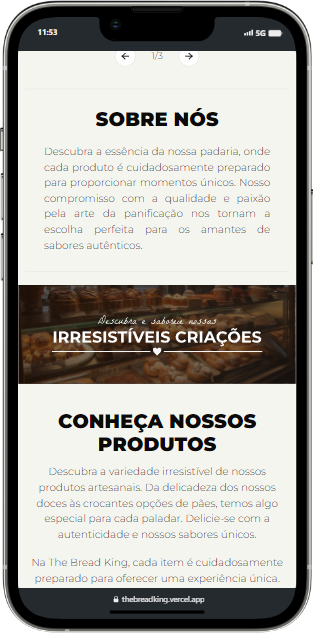 11:53
5G
1/3
SOBRE NÓS
Descubra a essência da nossa padaria, onde
cada produto é cuidadosamente preparado
para proporcionar momentos únicos. Nosso
compromisso com a qualidade e paixão
pela arte da panificação nos tornam a
escolha perfeita para os amantes de
sabores autênticos.
Descubra e saboreie nossas
IRRESISTÍVEIS CRIAÇÕES
CONHEÇA NOSSOS
PRODUTOS
Descubra a variedade irresistível de nossos
produtos artesanais. Da delicadeza dos nossos
doces às crocantes opções de pães, temos algo
especial para cada paladar. Delicie-se com a
autenticidade e nossos sabores únicos.
Na The Bread King, cada item é cuidadosamente
preparado para oferecer uma experiência única.
thebreadking.vercel.app